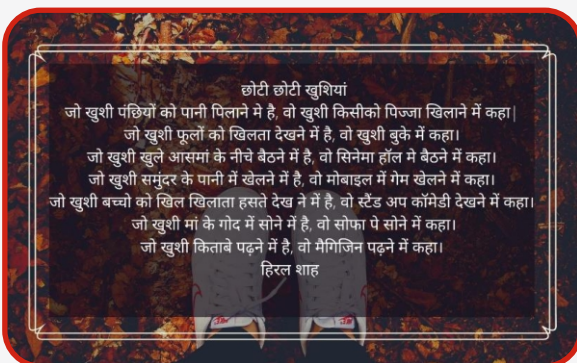 छोटी छोटी खुशियां
जो खुशी पंछियों को पानी पिलाने मे है, वो खुशी किसीको पिज्जा खिलाने में कहा|
जो खुशी फूलों को खिलता देखने में है, वो खुशी बुके में कहा।
जो खुशी खुले आसमां के नीचे बैठने में है, वो सिनेमा हॉल मे बैठने में कहा।
जो खुशी समुंदर के पानी में खेलने में है, वो मोबाइल में गेम खेलने में कहा।
जो खुशी बच्चो को खिल खिलाता हसते देख ने में है, वो स्टैंड अप कॉमेडी देखने में कहा।
जो खुशी मां के गोद में सोने में है, वो सोफा पे सोने में कहा।
जो खुशी किताबे पढ़ने में है, वो मैगिजिन पढ़ने में कहा।
हिरल शाह